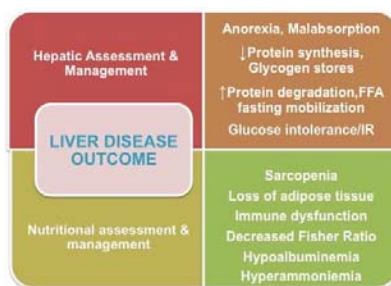 Hepatic Assessment &
Management
Anorexia, Malabsorption
↓Protein synthesis,
Glycogen stores
↑Protein degradation,FFA
fasting mobilization
Glucose intolerance/IR
LIVER DISEASE
OUTCOME
Nutritional assessment &
management
Sarcopenia
Loss of adipose tissue
Immune dysfunction
Decreased Fisher Ratio
Hypoalbuminemia
Hyperammoniemia